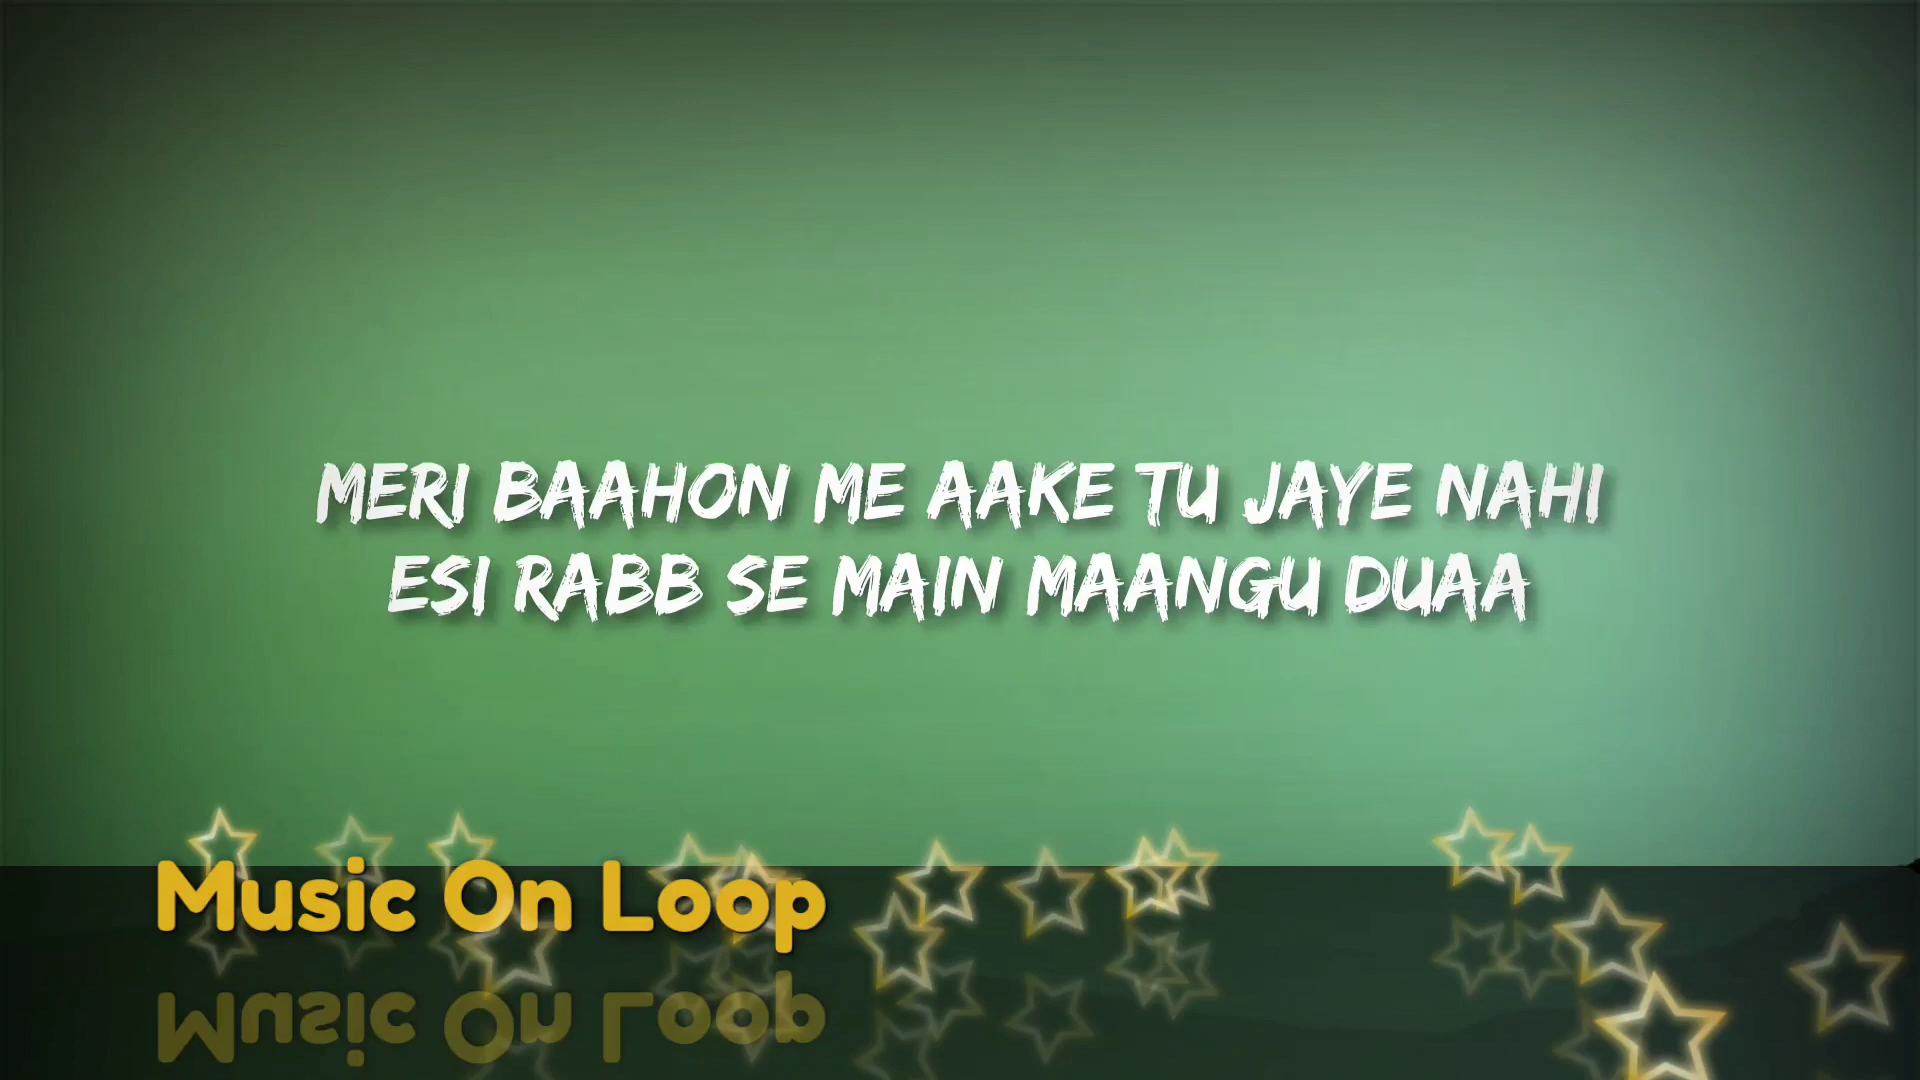 MERI BAAHON ME AAKE TU JAYE NAHI
ESI RABB SE MAIN MAANGU DUAA
Music On Loop